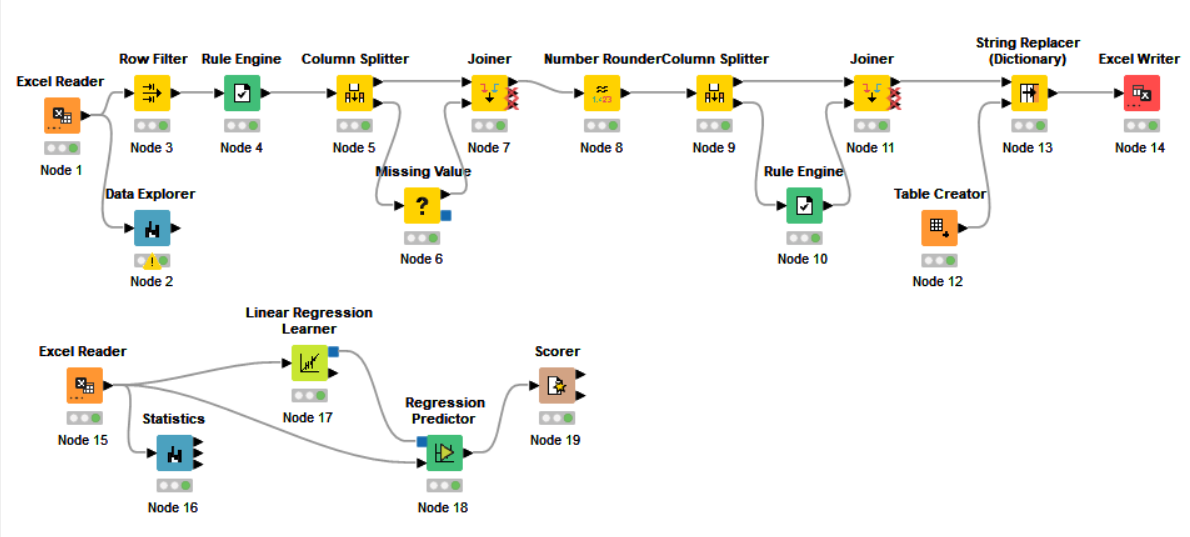 String Replacer
Row Filter Rule Engine Column Splitter Joiner Number Rounder Column Splitter Joiner (Dictionary) Excel Writer
Excel Reader
Node 3 Node 4 Node 5 Node 7 Node 8 Node 9 Node 11 Node 13 Node 14
Node 1 Missing Value Rule Engine
Data Explorer Table Creator
?
Node 6 Node 10
Node 2 Node 12
Linear Regression
Learner
Excel Reader Scorer
Node 17
Regression
Statistics Predictor
Node 15 Node 19
Node 16 Node 18